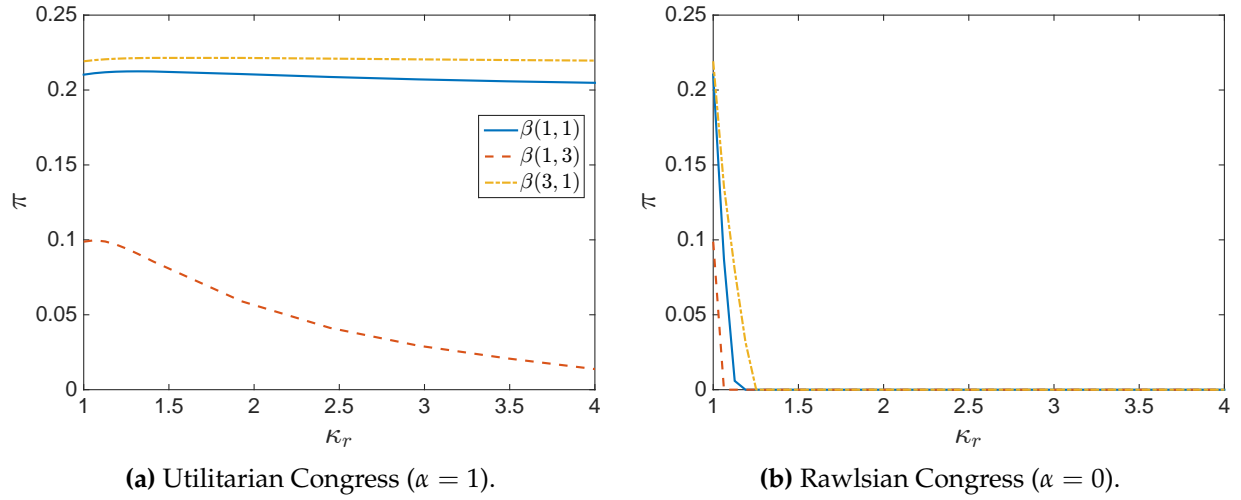 0.25
0.2
0.15
0.1
0.05
0
π
1
1.5
2
2.5
3
3.5
4
κ_r
β(1, 1)
β(1, 3)
β(3, 1)
(a) Utilitarian Congress (α = 1).
0.25
0.2
0.15
0.1
0.05
0
π
1
1.5
2
2.5
3
3.5
4
κ_r
(b) Rawlsian Congress (α = 0).